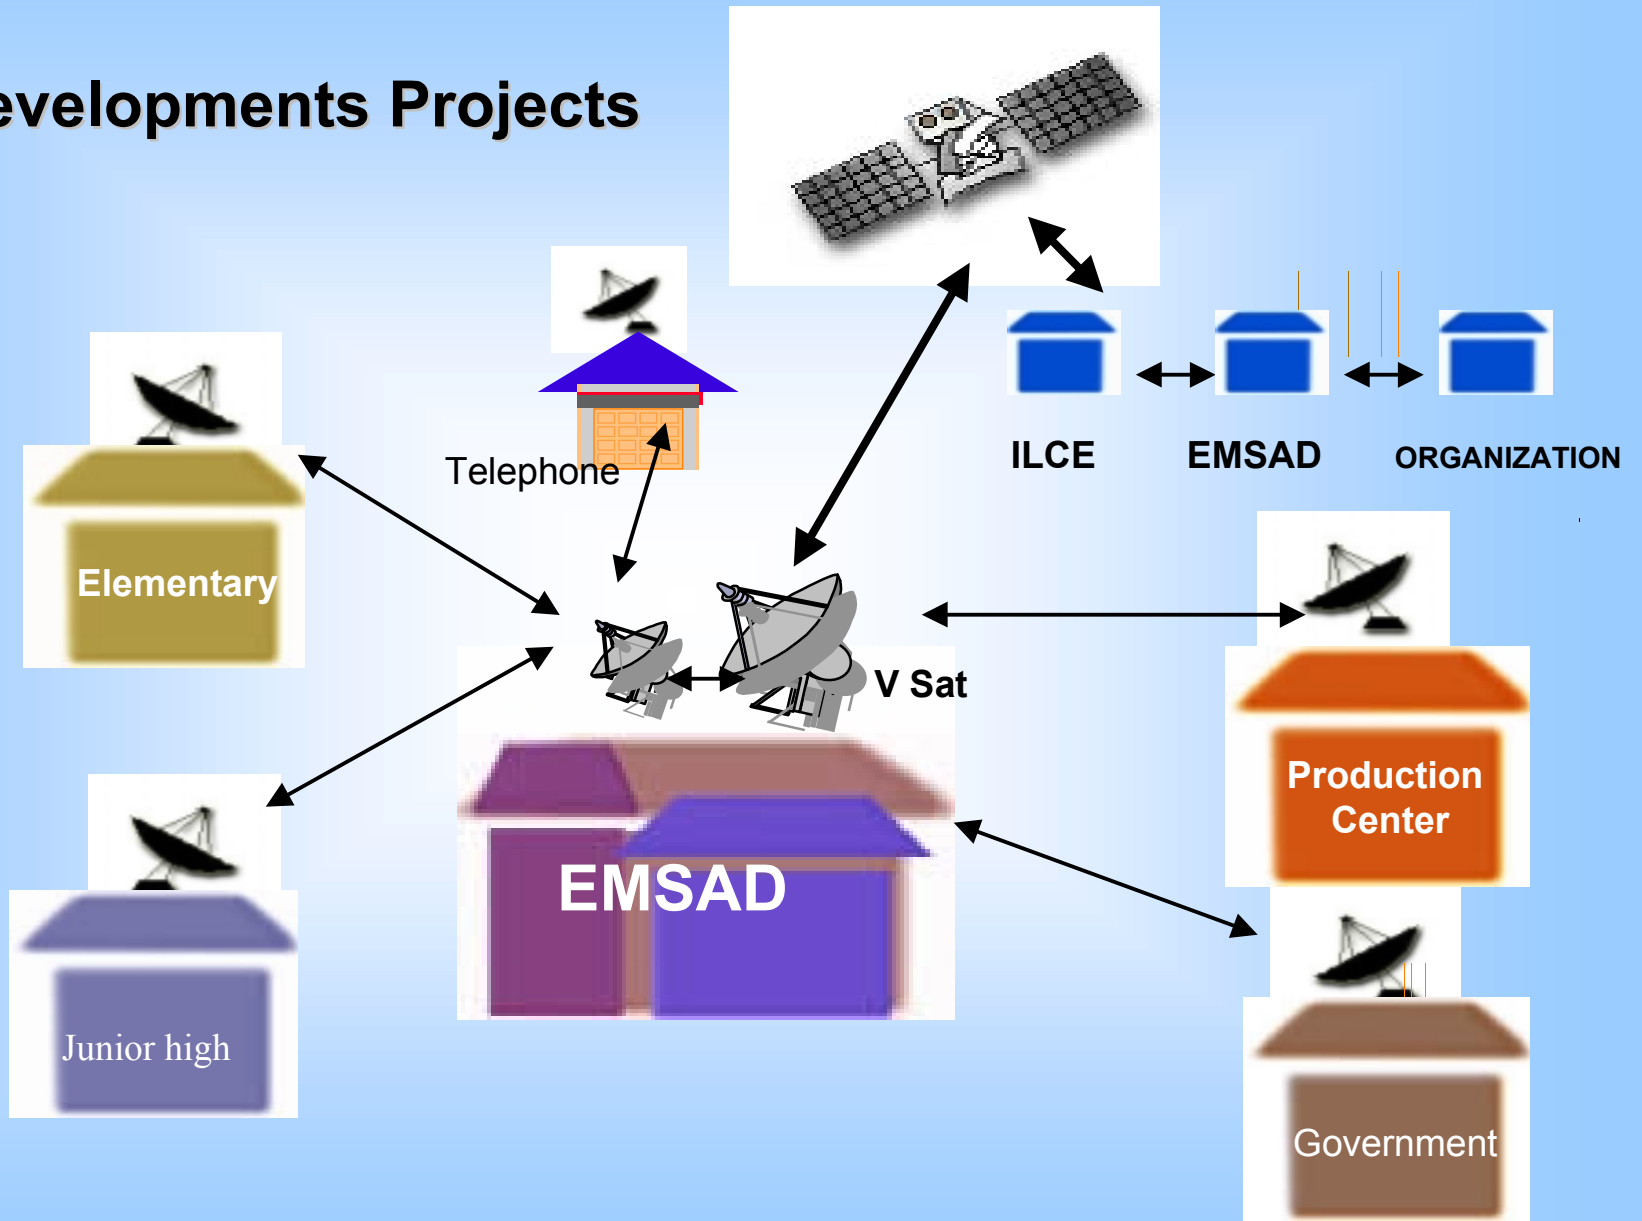 evelopments Projects
Telephone
ILCE
EMSAD
ORGANIZATION
Elementary
V Sat
Production
Center
EMSAD
Junior high
Government